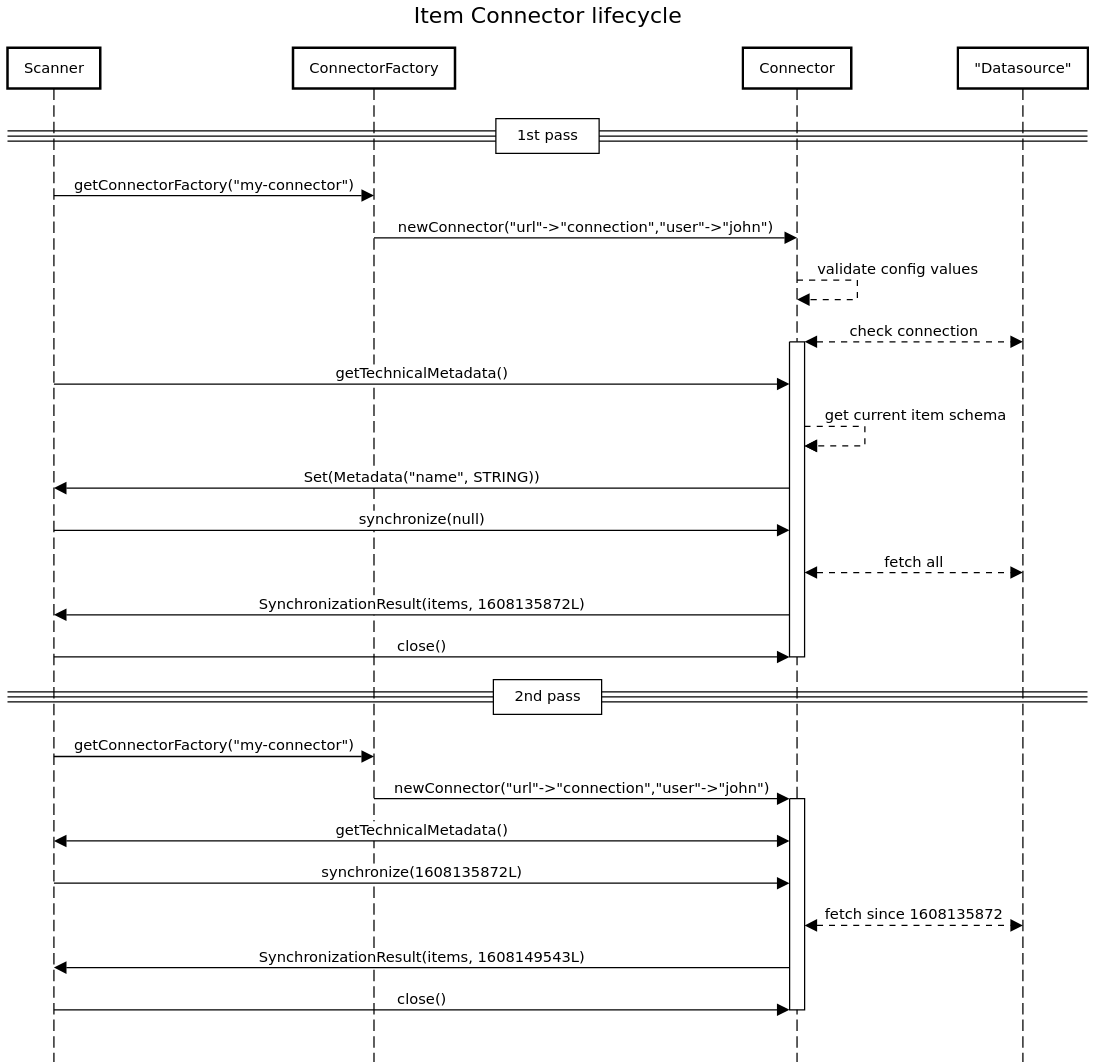 Item Connector lifecycle
Scanner
ConnectorFactory
Connector
"Datasource"
1st pass
getConnectorFactory("my-connector")
newConnector("url"->"connection","user"->"john")
validate config values
check connection
getTechnicalMetadata()
get current item schema
Set(Metadata("name", STRING))
synchronize(null)
fetch all
SynchronizationResult(items, 1608135872L)
close()
2nd pass
getConnectorFactory("my-connector")
newConnector("url"->"connection","user"->"john")
getTechnicalMetadata()
synchronize(1608135872L)
fetch since 1608135872
SynchronizationResult(items, 1608149543L)
close()